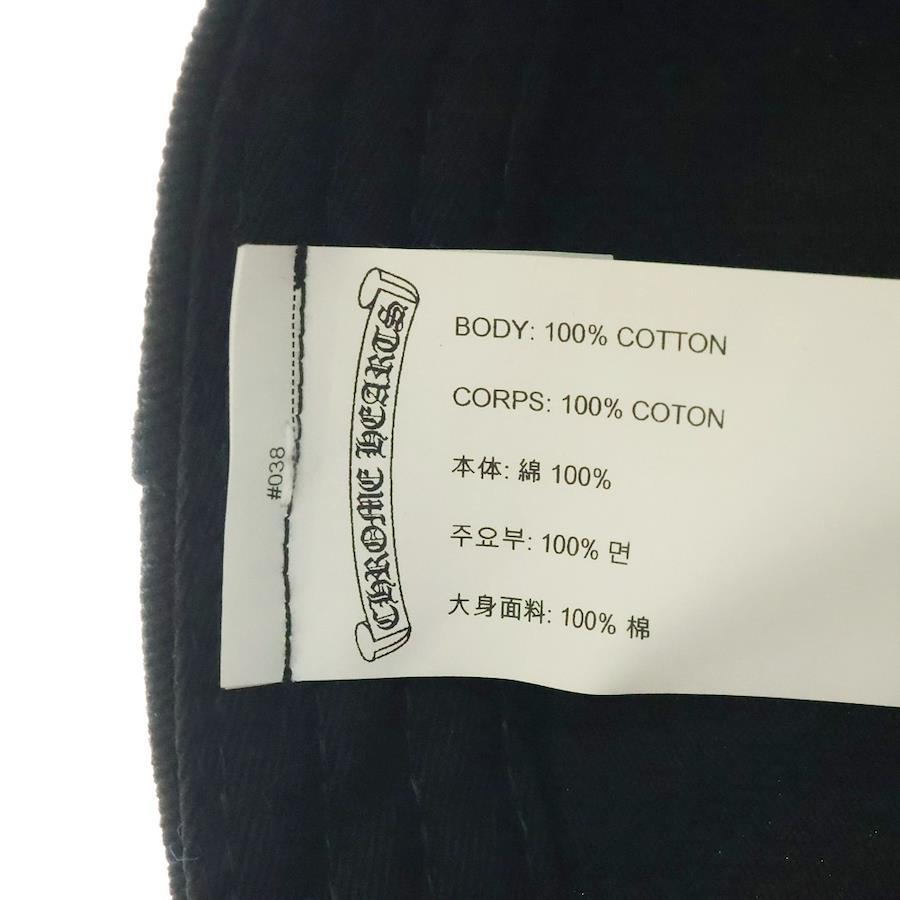 #038
CHROME HEARTS
BODY: 100% COTTON
CORPS: 100% COTON
本体: 綿 100%
주요부: 100% 면
大身面料: 100% 棉